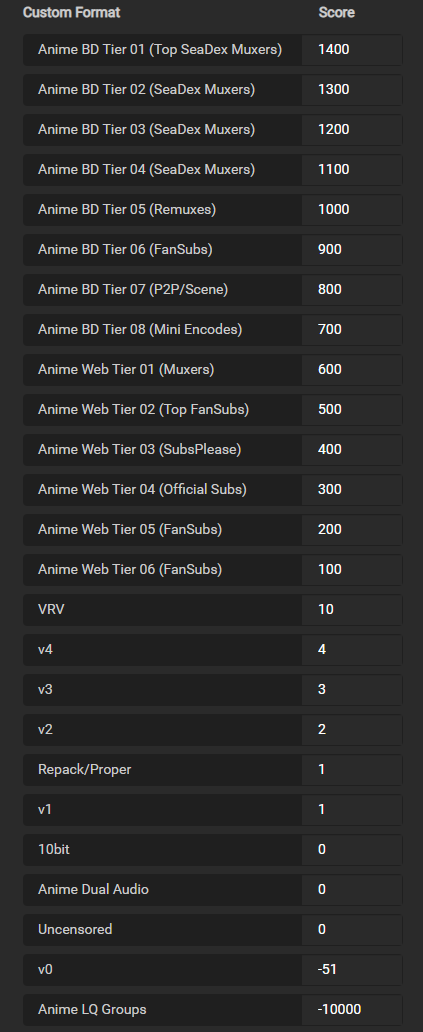 Custom Format Score
Anime BD Tier 01 (Top SeaDex Muxers) 1400
Anime BD Tier 02 (SeaDex Muxers) 1300
Anime BD Tier 03 (SeaDex Muxers) 1200
Anime BD Tier 04 (SeaDex Muxers) 1100
Anime BD Tier 05 (Remuxes) 1000
Anime BD Tier 06 (FanSubs) 900
Anime BD Tier 07 (P2P/Scene) 800
Anime BD Tier 08 (Mini Encodes) 700
Anime Web Tier 01 (Muxers) 600
Anime Web Tier 02 (Top FanSubs) 500
Anime Web Tier 03 (SubsPlease) 400
Anime Web Tier 04 (Official Subs) 300
Anime Web Tier 05 (FanSubs) 200
Anime Web Tier 06 (FanSubs) 100
VRV 10
v4 4
v3 3
v2 2
Repack/Proper 1
v1 1
10bit 0
Anime Dual Audio 0
Uncensored 0
v0 -51
Anime LQ Groups -10000